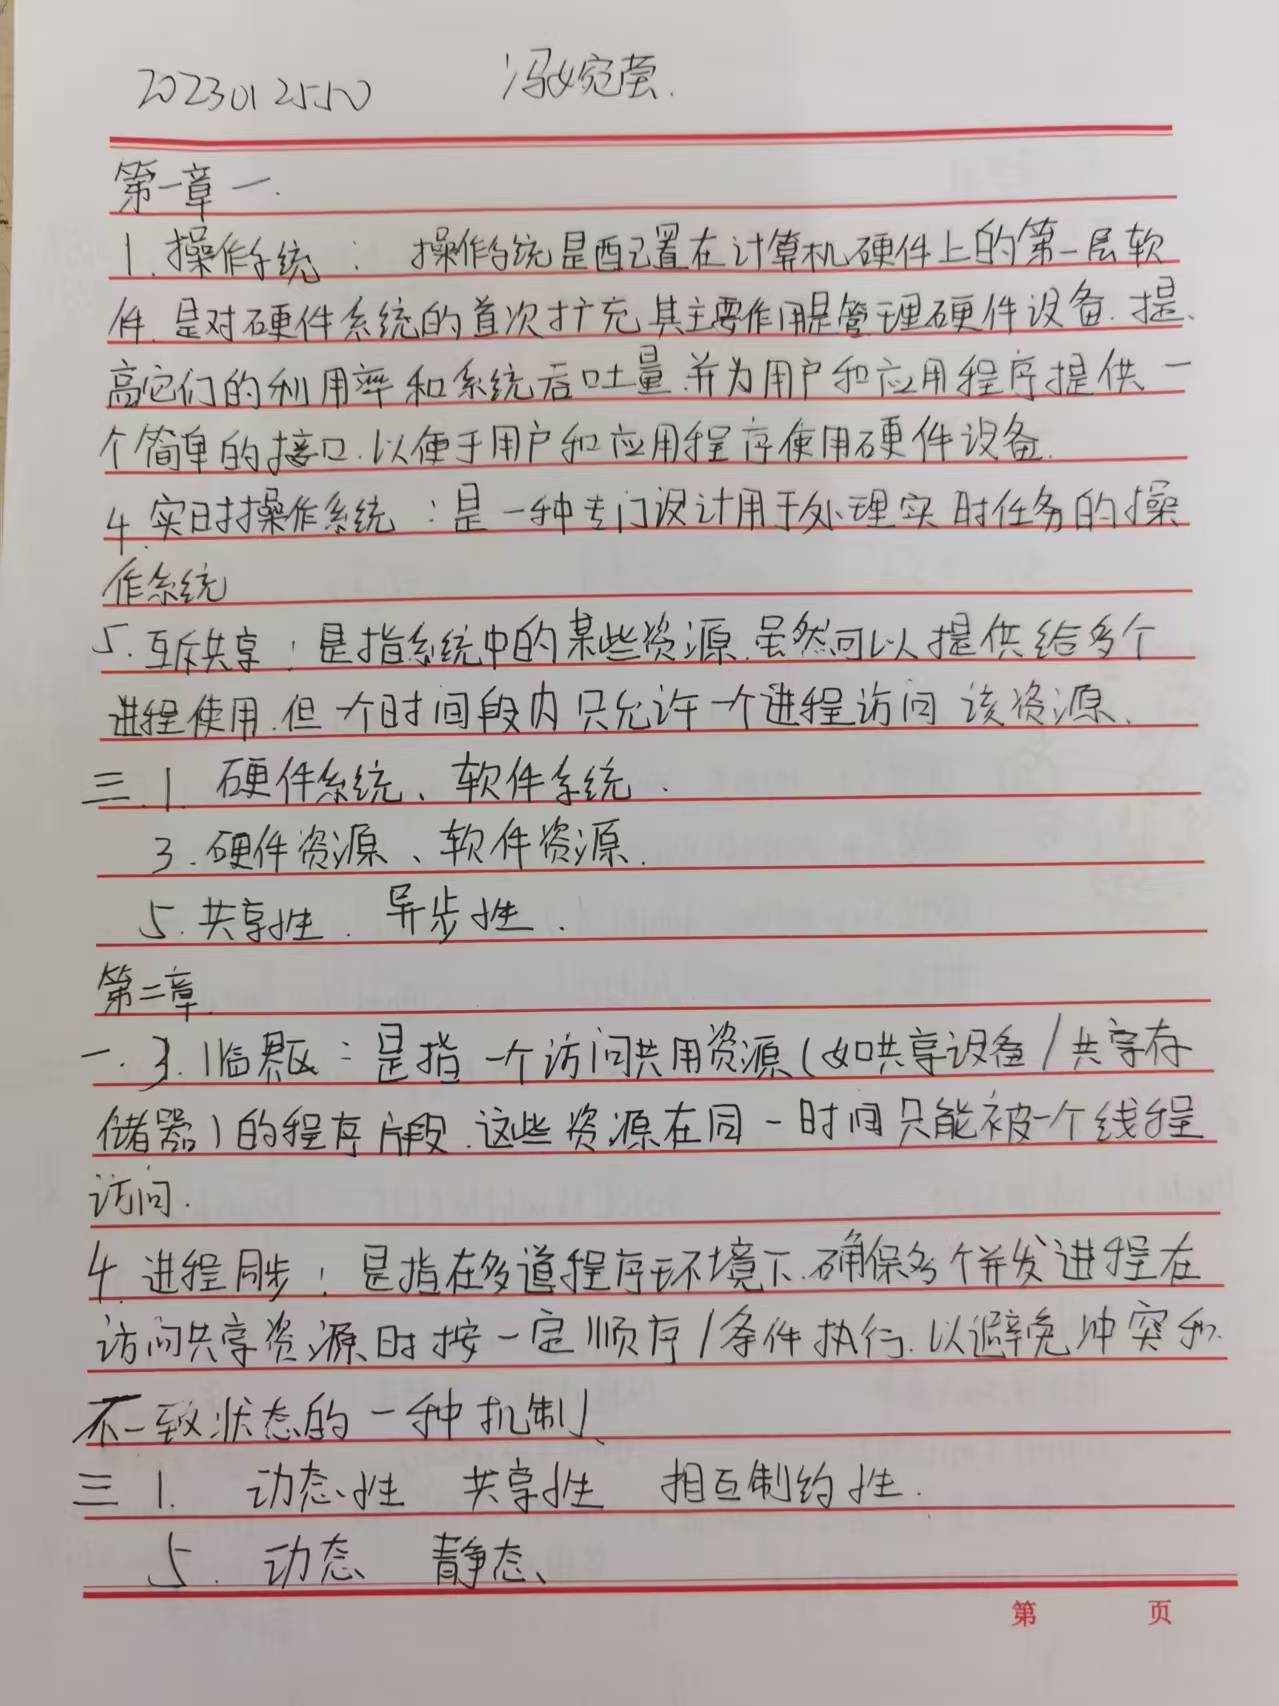 2023012550 冯婉莹.
第一章 一.
1. 操作系统： 操作系统是配置在计算机硬件上的第一层软
件. 是对硬件系统的首次扩充.其主要作用是管理硬件设备. 提
高它们的利用率和系统吞吐量.并为用户和应用程序提供一
个简单的接口.以便于用户和应用程序使用硬件设备.
4. 实时操作系统：是一种专门设计用于处理实时任务的操
作系统
5. 互斥共享：是指系统中的某些资源.虽然可以提供给多个
进程使用.但一个时间段内只允许一个进程访问该资源.
三.1. 硬件系统、软件系统.
3.硬件资源、软件资源.
5.共享性. 异步性.
第二章.
一.3.临界区：是指一个访问共用资源(如共享设备/共享存
储器)的程序片段.这些资源在同一时间只能被一个线程
访问.
4. 进程同步：是指在多道程序环境下.确保多个并发进程在
访问共享资源时按一定顺序/条件执行.以避免冲突和
不一致状态的一种机制、
三 1. 动态性 共享性 相互制约性.
5. 动态 静态、
第 页